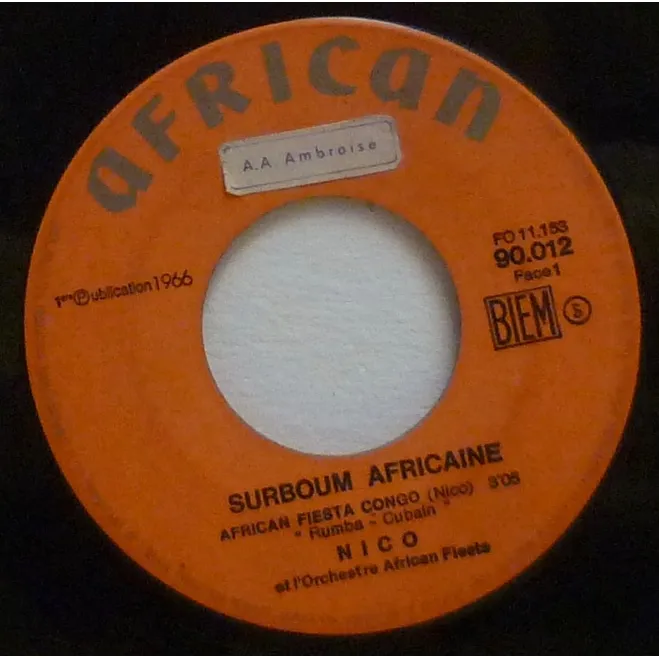 african
A.A. Ambroise
1ère ℗ublication 1966
FO 11.153
90.012
Face 1
BIEM
S
SURBOUM AFRICAINE
AFRICAN FIESTA CONGO (Nico) 3'05
" Rumba - Cubain "
NICO
et l'Orchestre African Fiesta